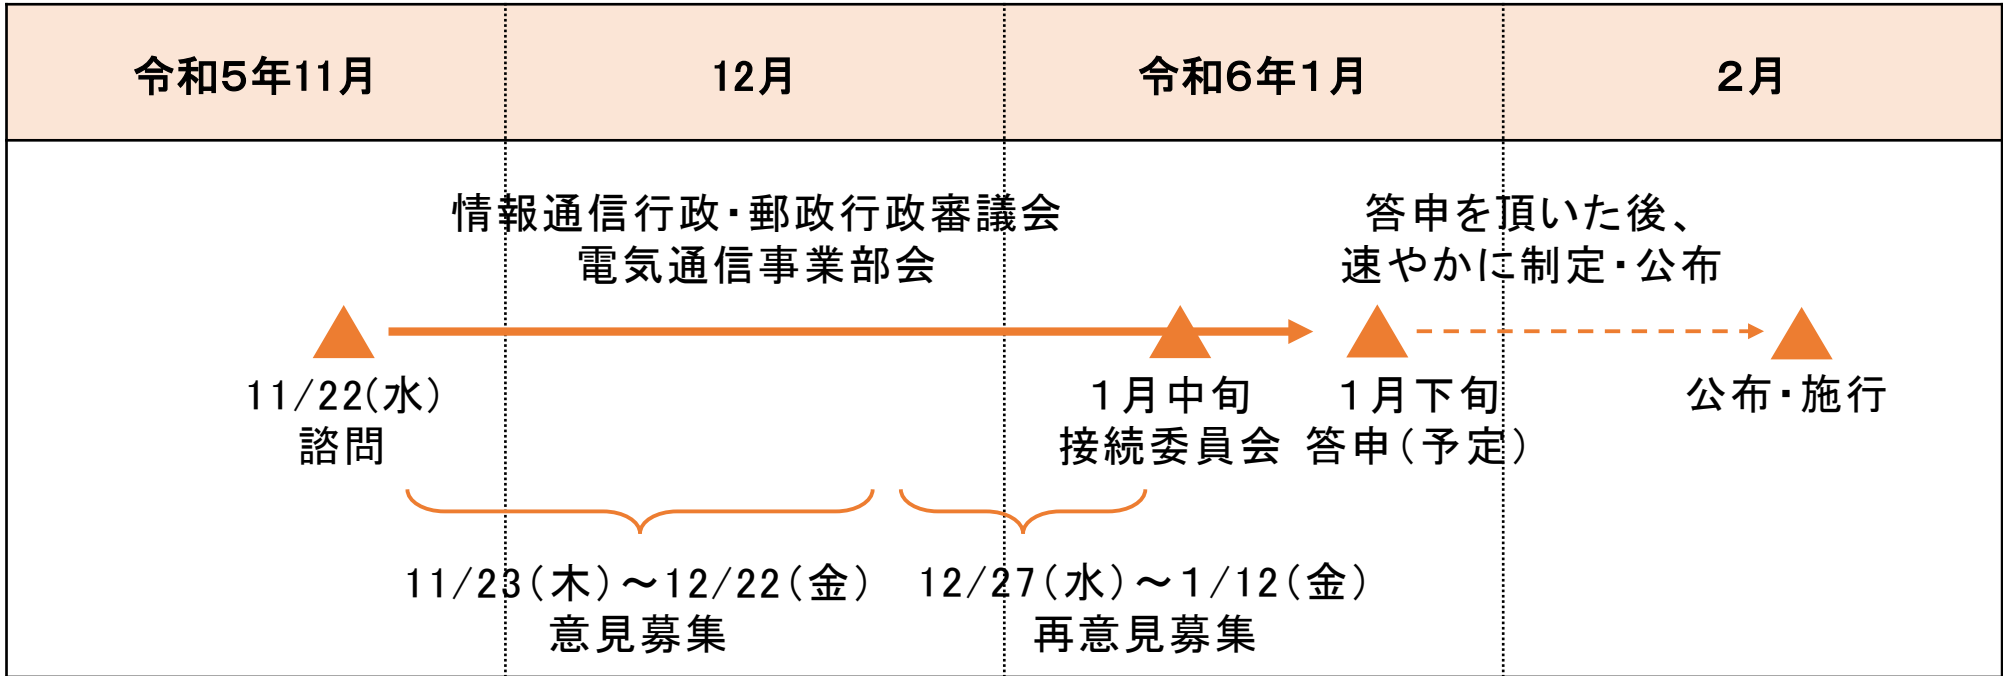 令和5年11月
12月
令和6年１月
２月
情報通信行政・郵政行政審議会
電気通信事業部会
答申を頂いた後、
速やかに制定・公布
11/22(水)
諮問
１月中旬
接続委員会
１月下旬
答申(予定)
公布・施行
11/23(木)～12/22(金)
意見募集
12/27(水)～１/12(金)
再意見募集